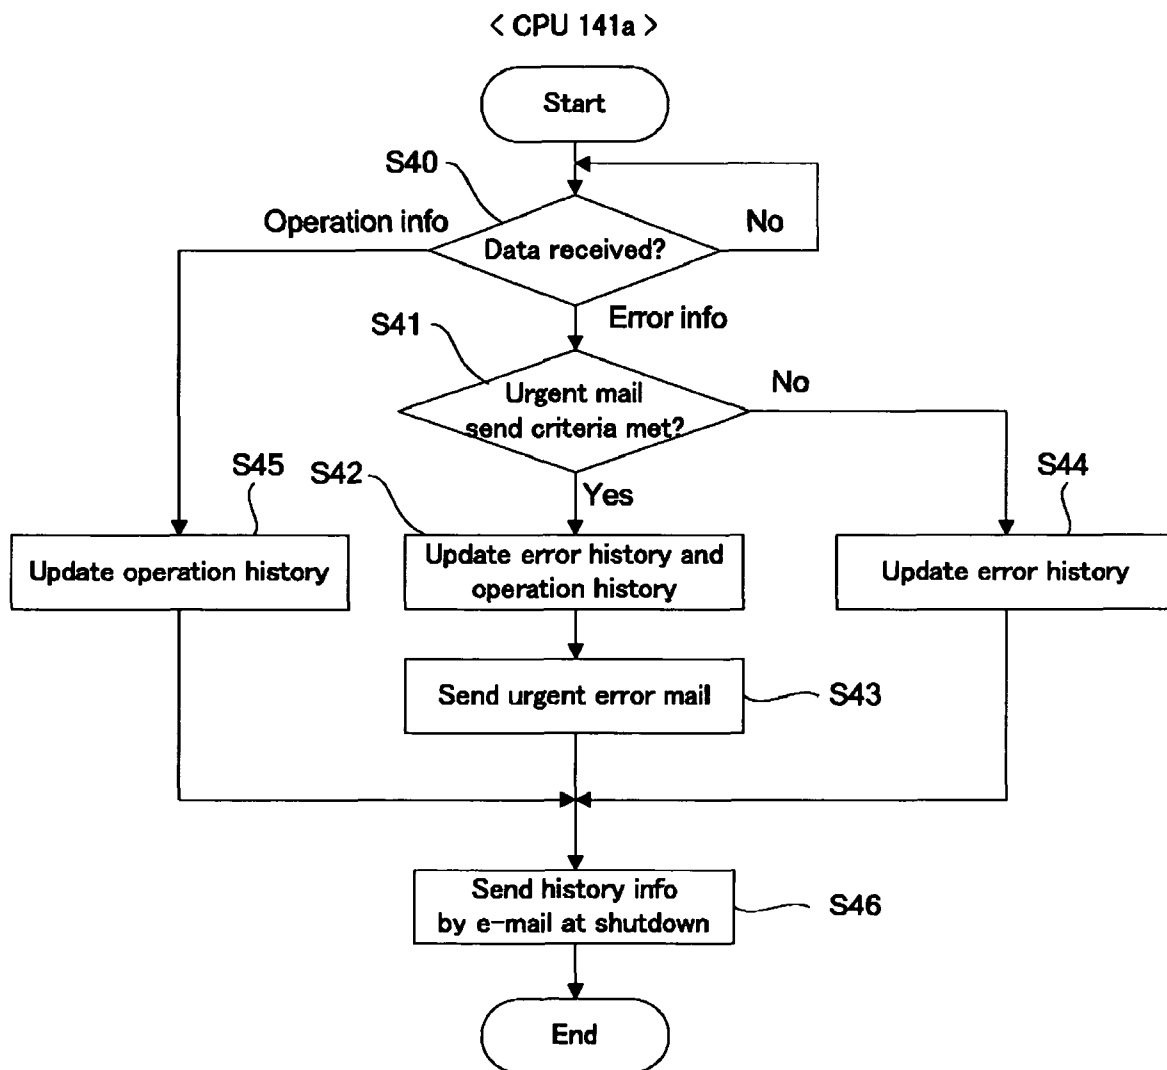 < CPU 141a >
Start
S40
Operation info
No
Data received?
Error info
S41
No
Urgent mail
send criteria met?
S45
S42
S44
Yes
Update operation history
Update error history and
operation history
Update error history
Send urgent error mail
S43
Send history info
by e-mail at shutdown
S46
End